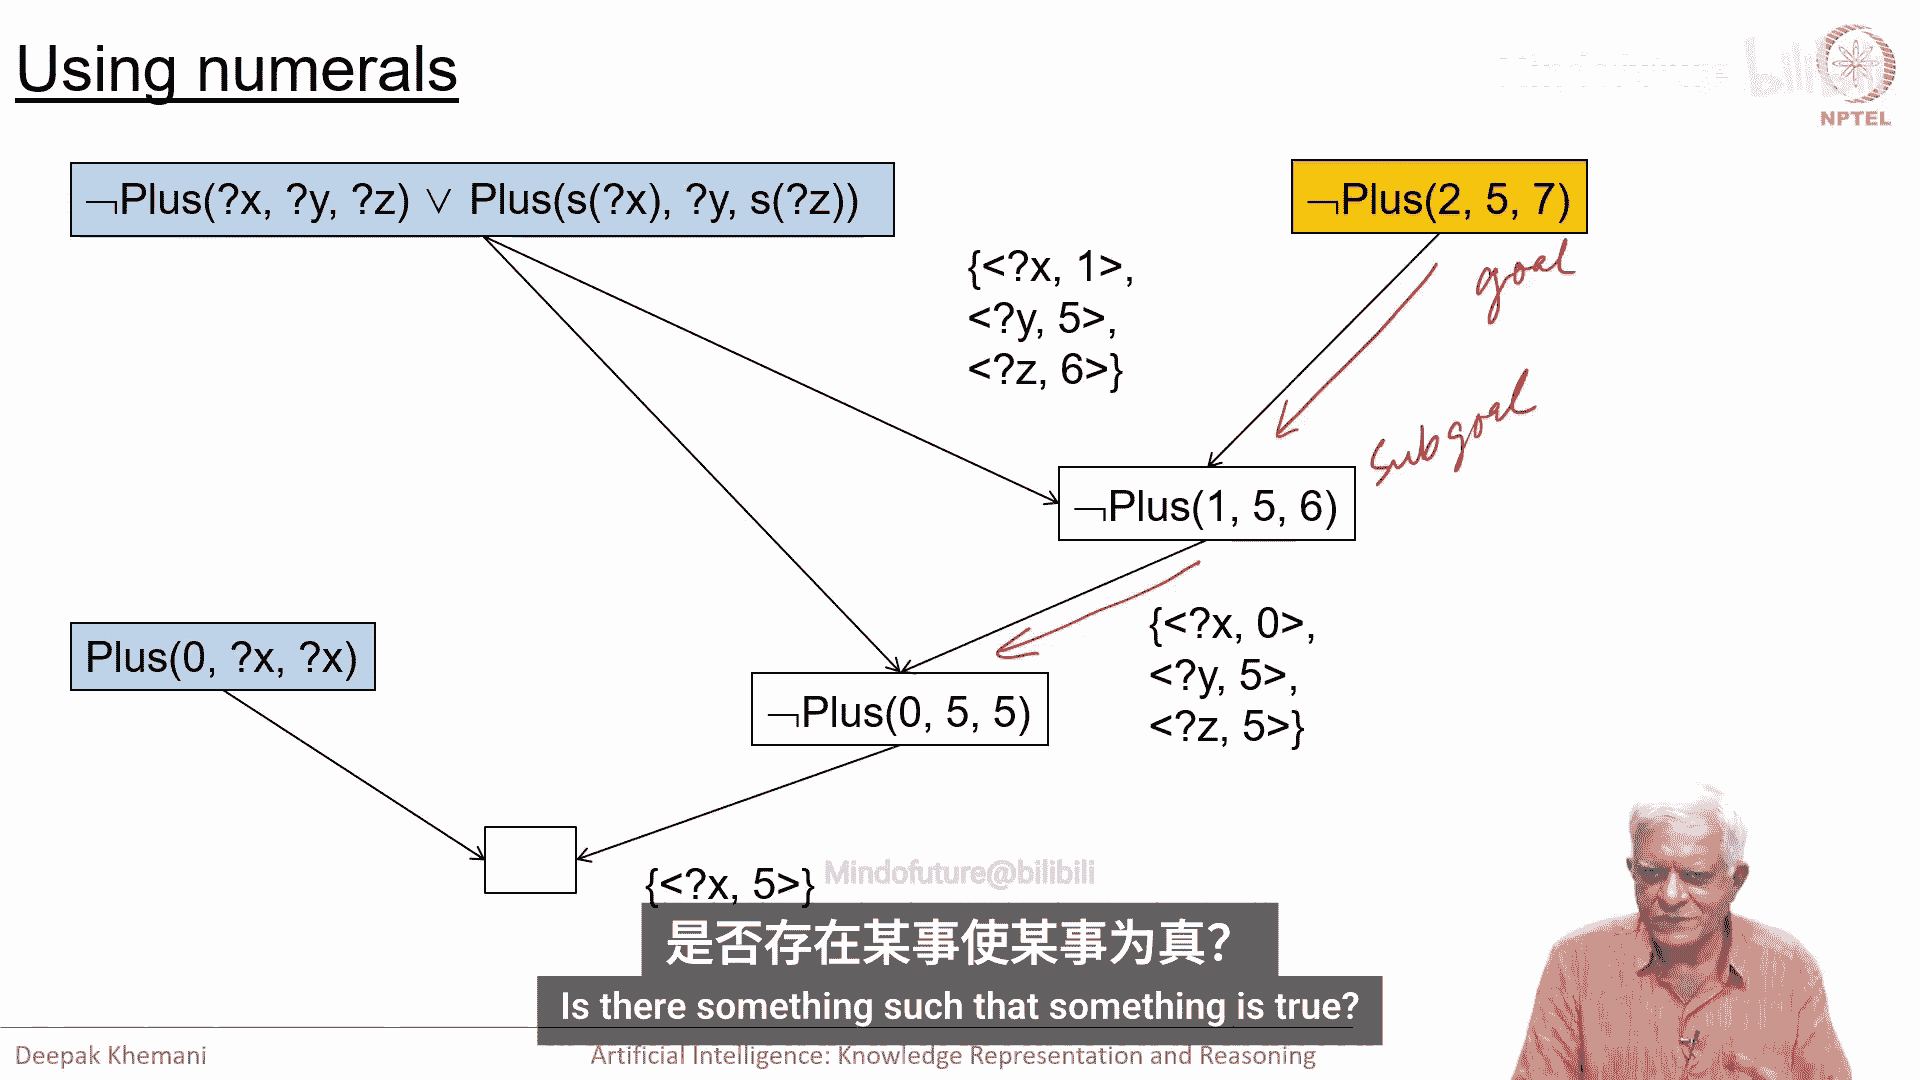 Using numerals
bili
NPTEL
¬Plus(?x, ?y, ?z) ∨ Plus(s(?x), ?y, s(?z))
¬Plus(2, 5, 7)
{<?x, 1>,
<?y, 5>,
<?z, 6>}
goal
subgoal
¬Plus(1, 5, 6)
{<?x, 0>,
<?y, 5>,
<?z, 5>}
Plus(0, ?x, ?x)
¬Plus(0, 5, 5)
{<?x, 5>}
Mindofuture@bilibili
是否存在某事使某事为真？
Is there something such that something is true?
Deepak Khemani
Artificial Intelligence: Knowledge Representation and Reasoning